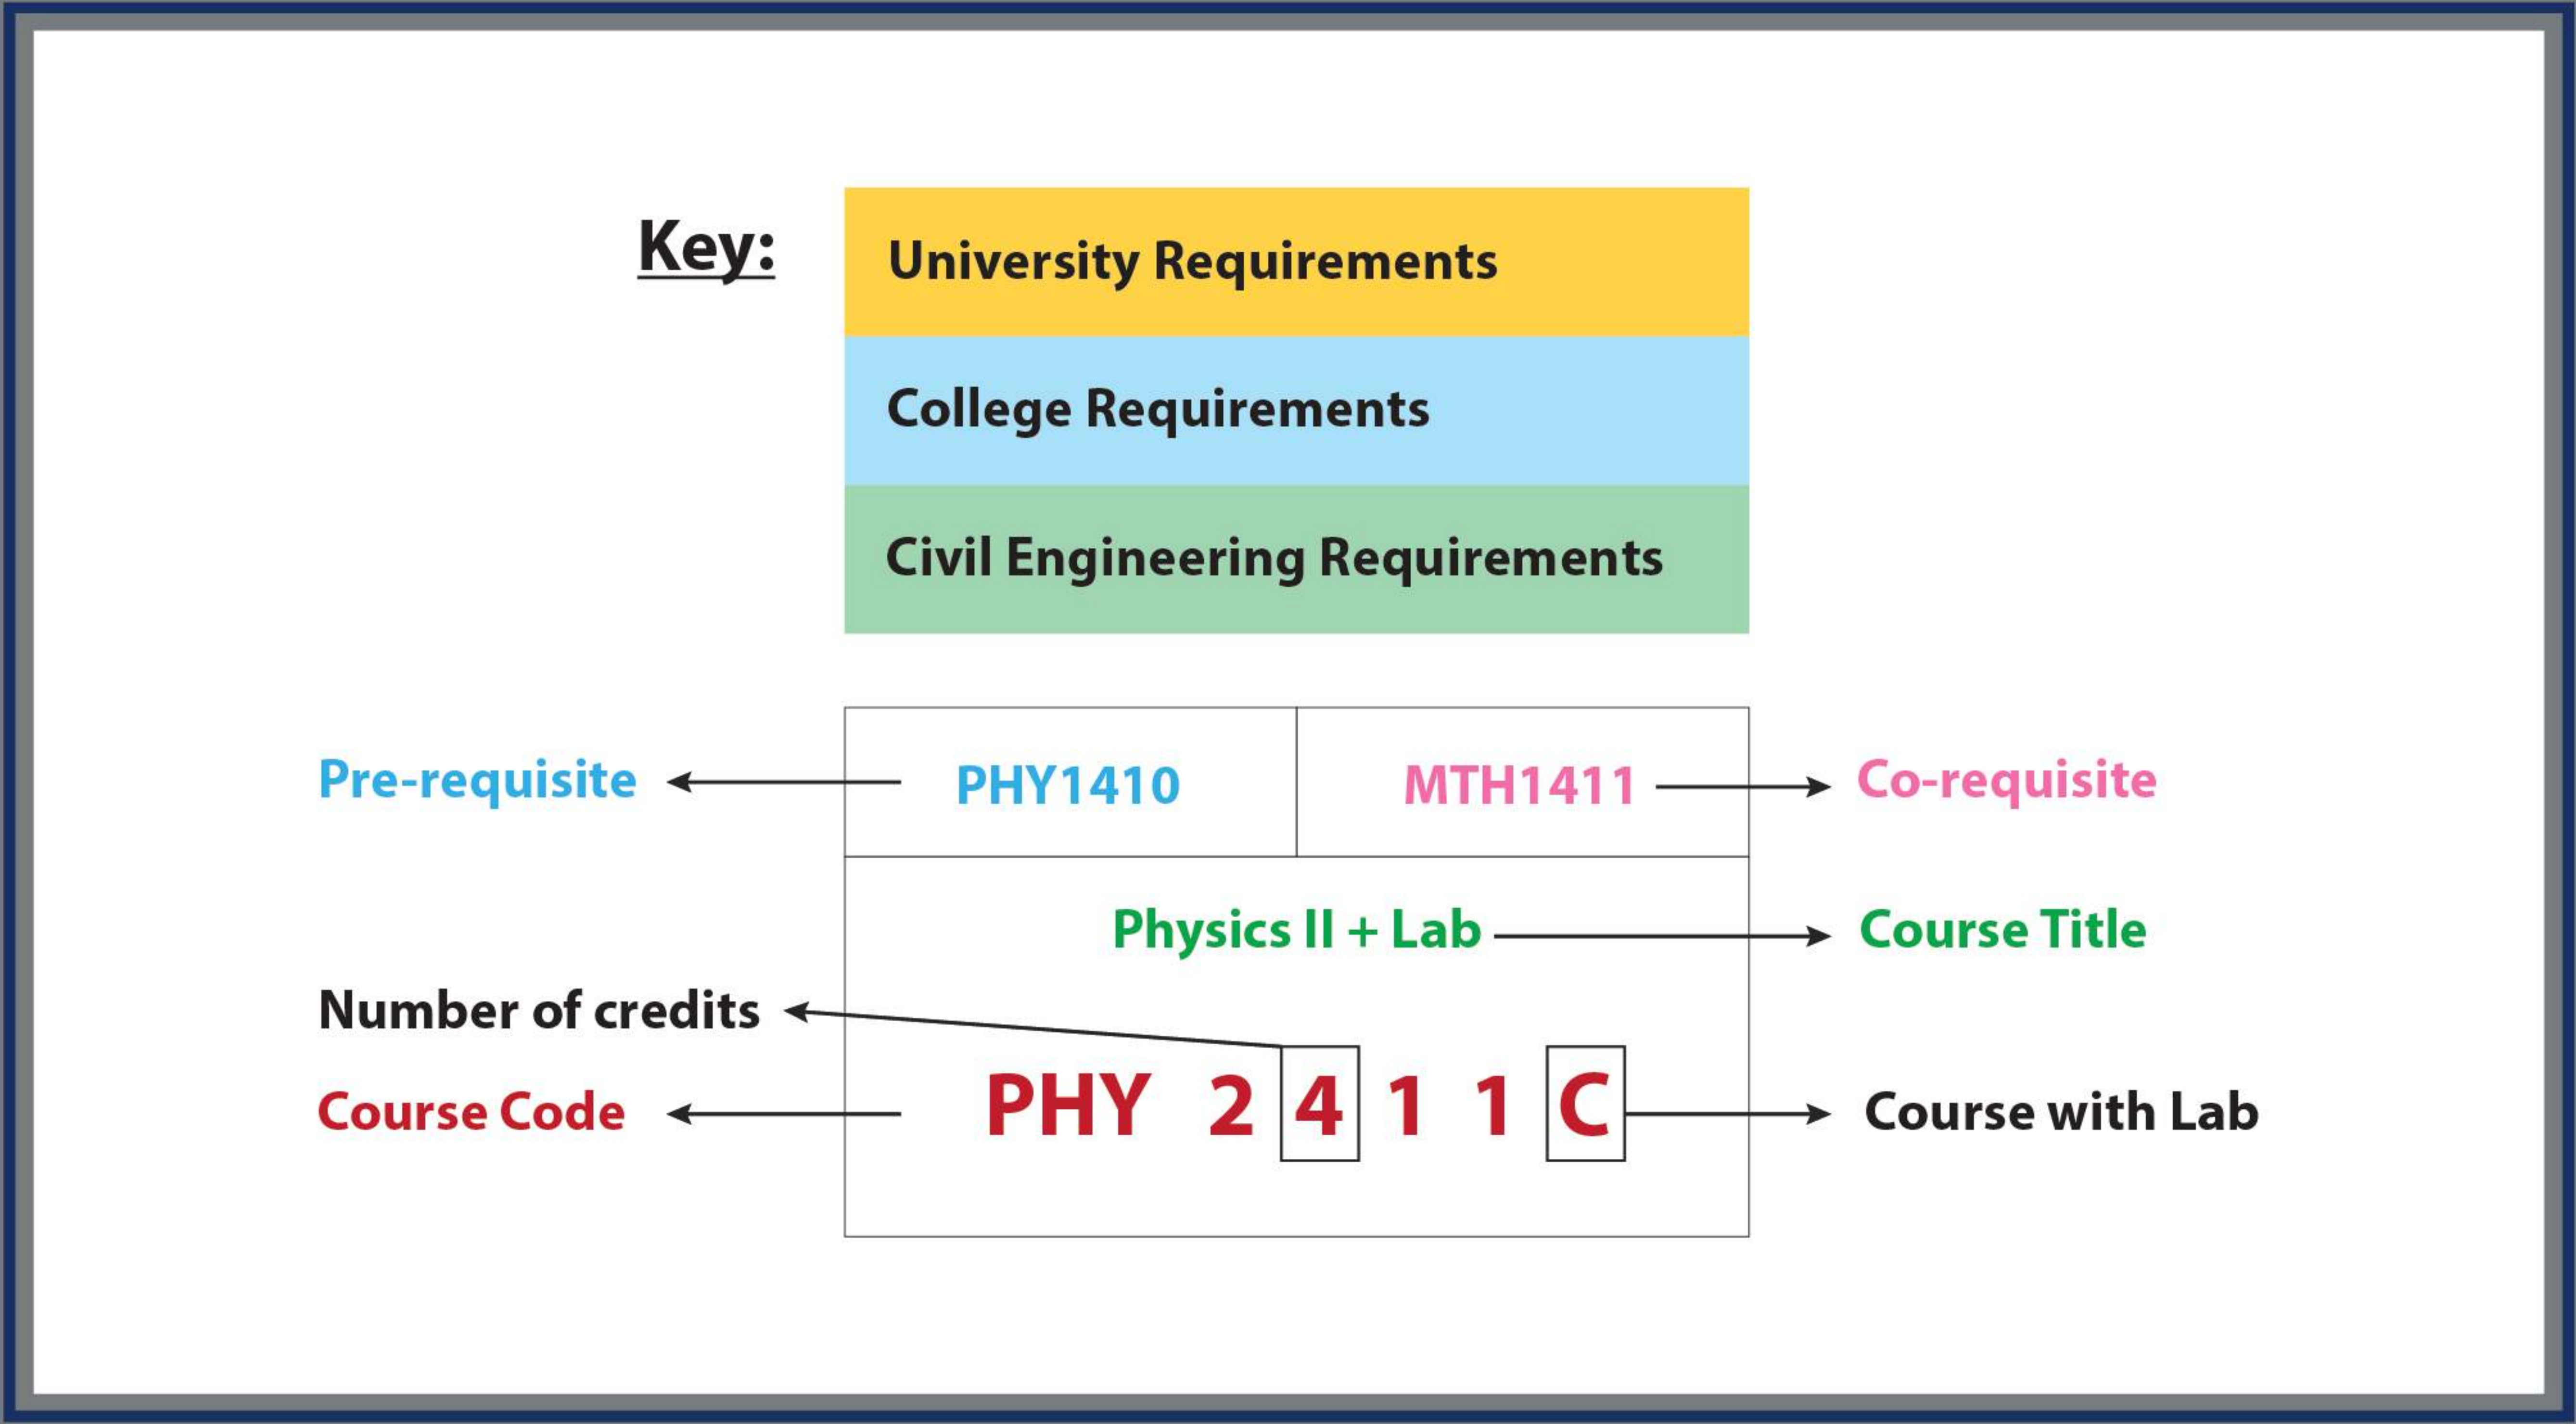 Key:
University Requirements
College Requirements
Civil Engineering Requirements
Pre-requisite
PHY1410
MTH1411
Co-requisite
Physics II + Lab
Course Title
Number of credits
Course Code
PHY 2 4 1 1 C
Course with Lab